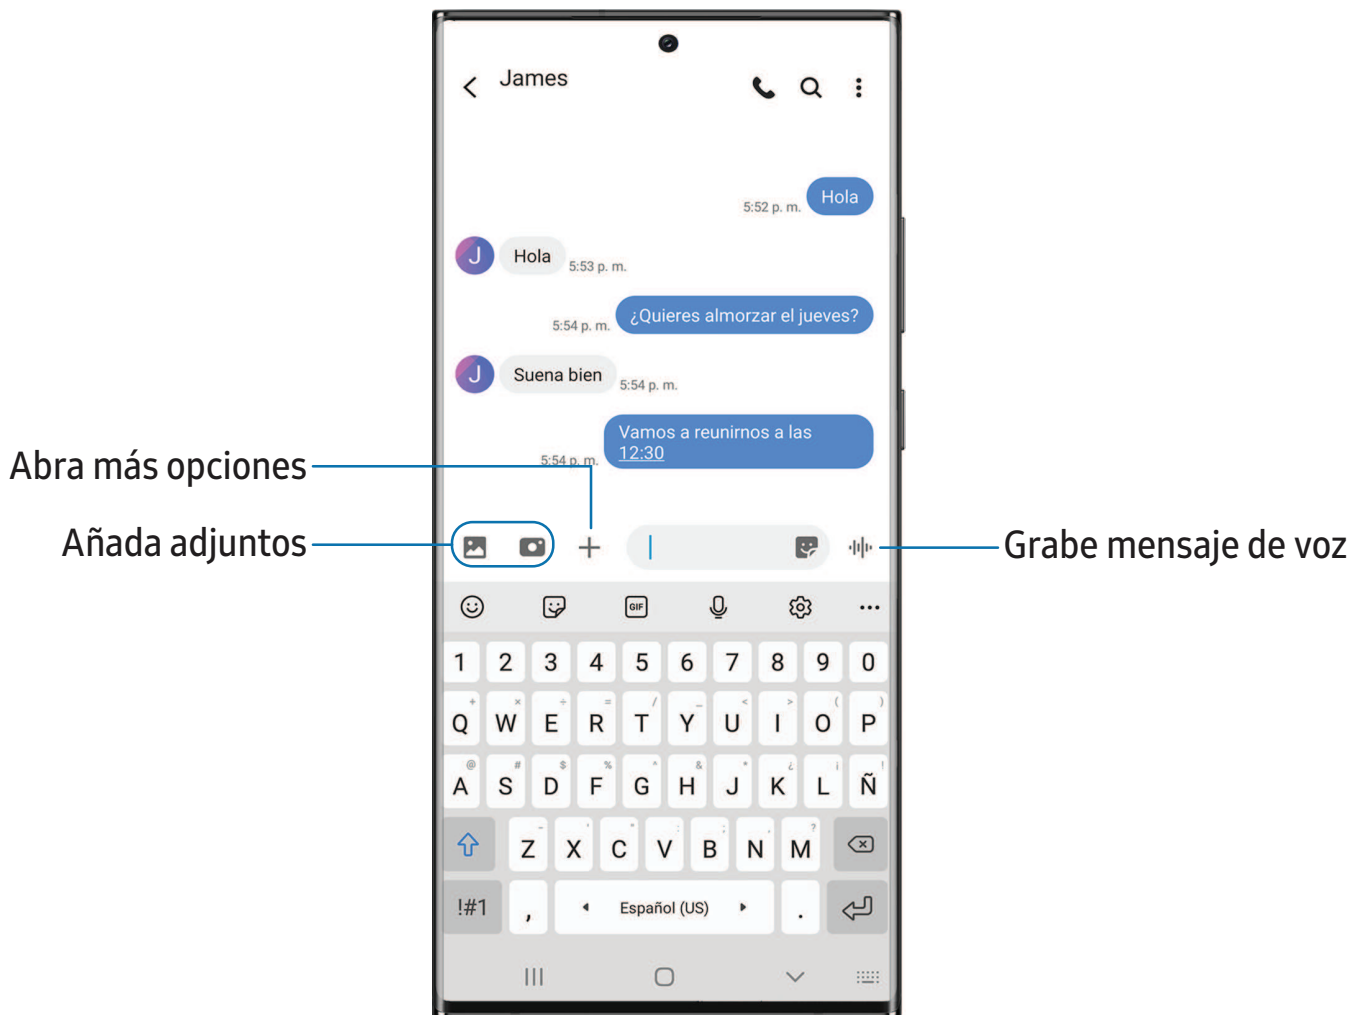 James
Hola
5:52 p. m.
J
Hola
5:53 p. m.
¿Quieres almorzar el jueves?
5:54 p. m.
J
Suena bien
5:54 p. m.
Vamos a reunirnos a las
12:30
5:54 p. m.
Abra más opciones
Añada adjuntos
Grabe mensaje de voz
GIF
1 2 3 4 5 6 7 8 9 0
+ × ÷ = / _ < > ( )
Q W E R T Y U I O P
@ # $ % ^ & * ¿ ¡ !
A S D F G H J K L Ñ
- ' " : ; , ?
Z X C V B N M
!#1 , Español (US) .